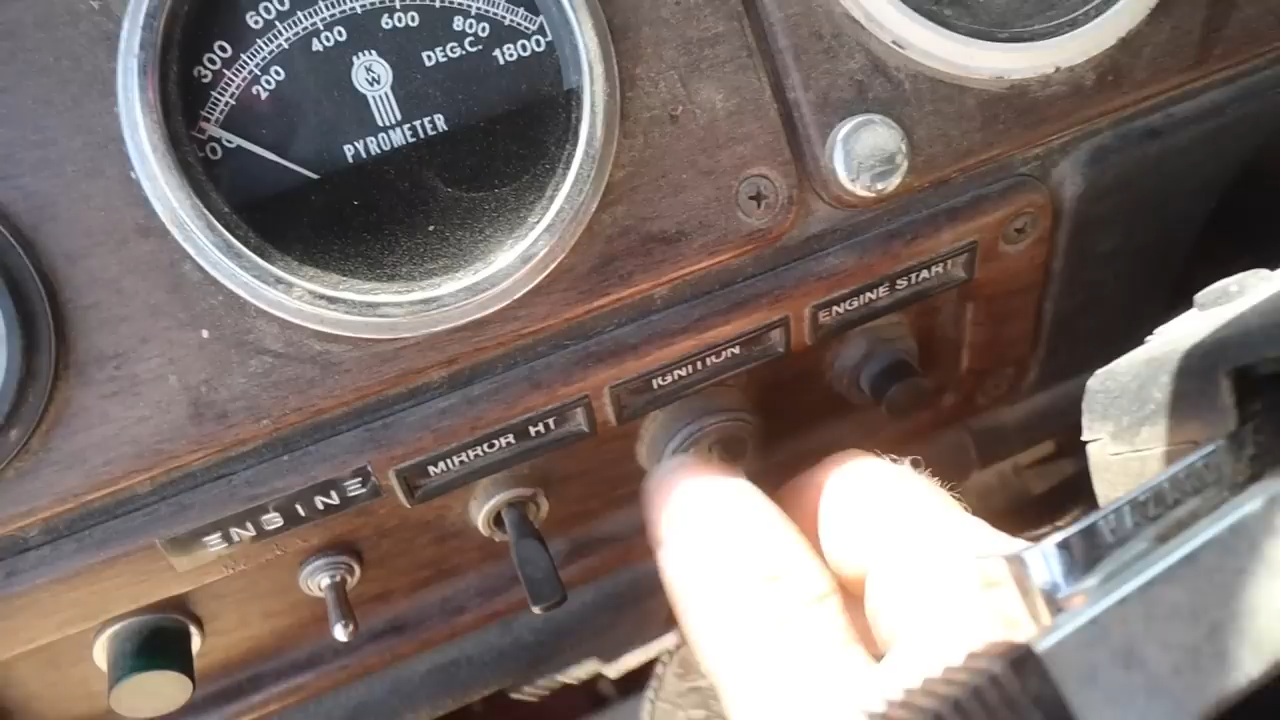 600
300
400
600
800
200
DEG.C.
1800
KW
PYROMETER
ENGINE START
IGNITION
MIRROR HT
ENGINE